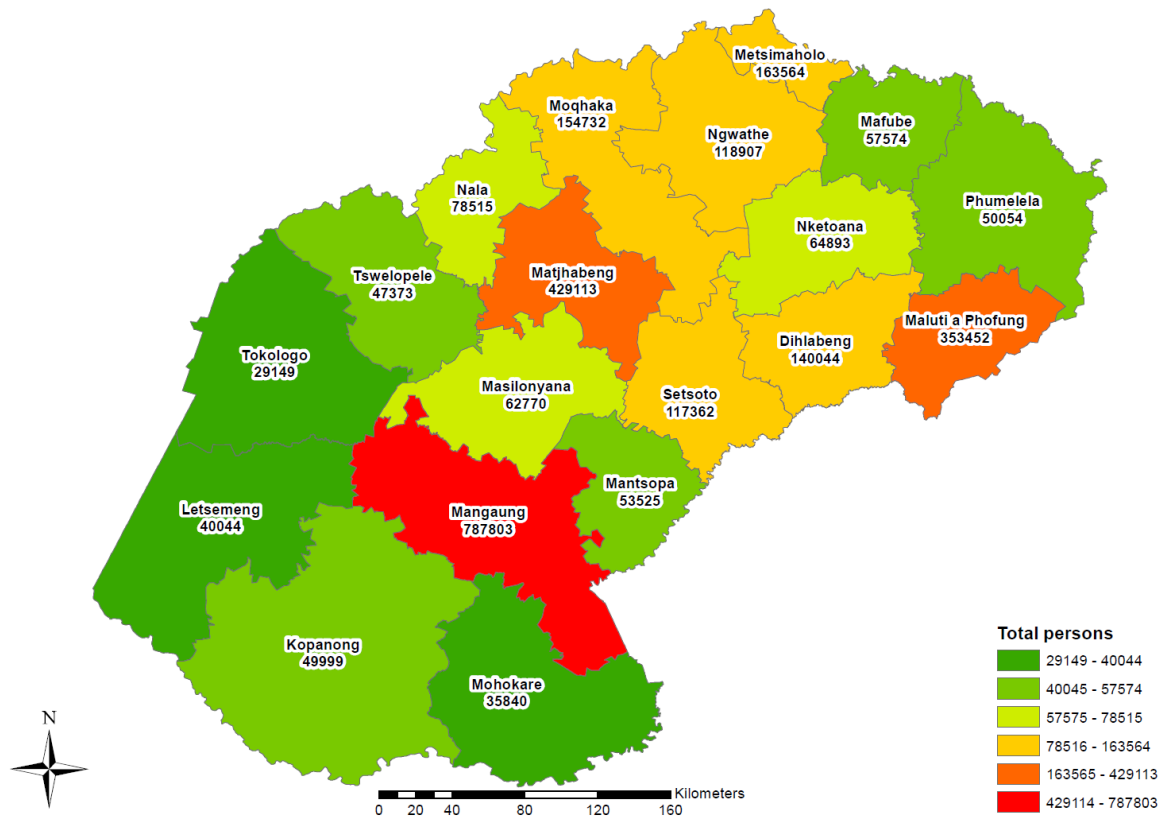 Metsimaholo
163564
Moqhaka
154732
Mafube
57574
Ngwathe
118907
Nala
78515
Phumelela
50054
Nketoana
64893
Tswelopele
47373
Matjhabeng
429113
Maluti a Phofung
353452
Dihlabeng
140044
Tokologo
29149
Masilonyana
62770
Setsoto
117362
Mantsopa
53525
Letsemeng
40044
Mangaung
787803
Kopanong
49999
Mohokare
35840
Total persons
29149 - 40044
40045 - 57574
57575 - 78515
78516 - 163564
163565 - 429113
429114 - 787803
N
Kilometers
0 20 40 80 120 160